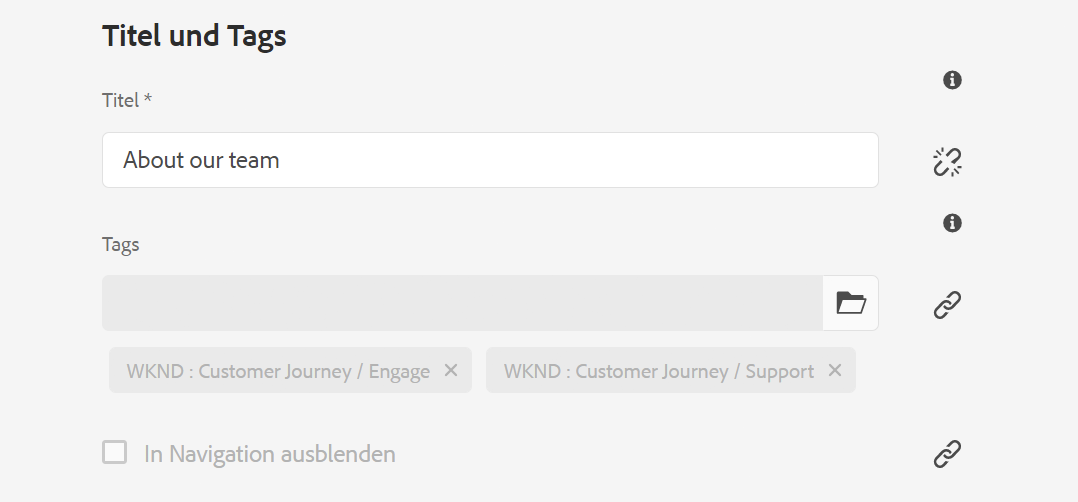 Titel und Tags
Titel *
About our team
Tags
WKND : Customer Journey / Engage
WKND : Customer Journey / Support
In Navigation ausblenden